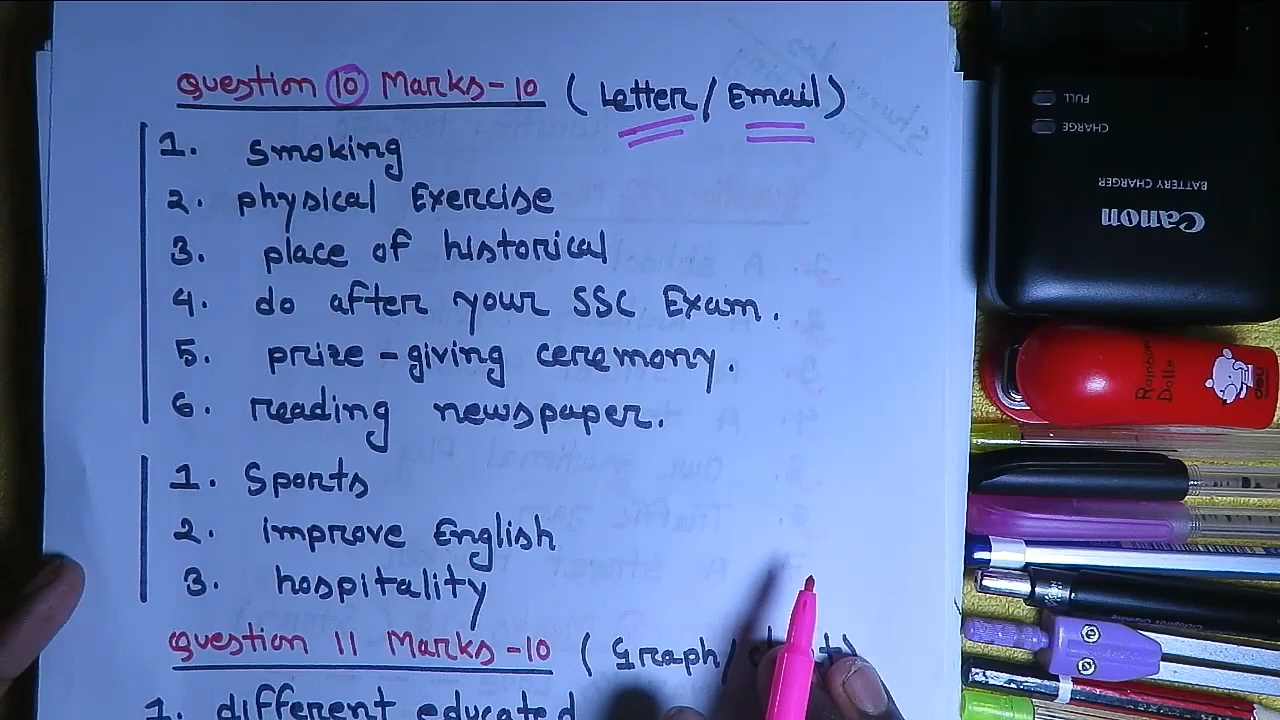 Question 10 Marks-10 (Letter/Email)
1. smoking
2. physical Exercise
3. place of historical
4. do after your SSC Exam.
5. prize-giving ceremony.
6. reading newspaper.
1. Sports
2. improve English
3. hospitality
Question 11 Marks-10 (Graph/
1. different educated
FULL
CHARGE
BATTERY CHARGER
Canon
Rainbow
Dolls